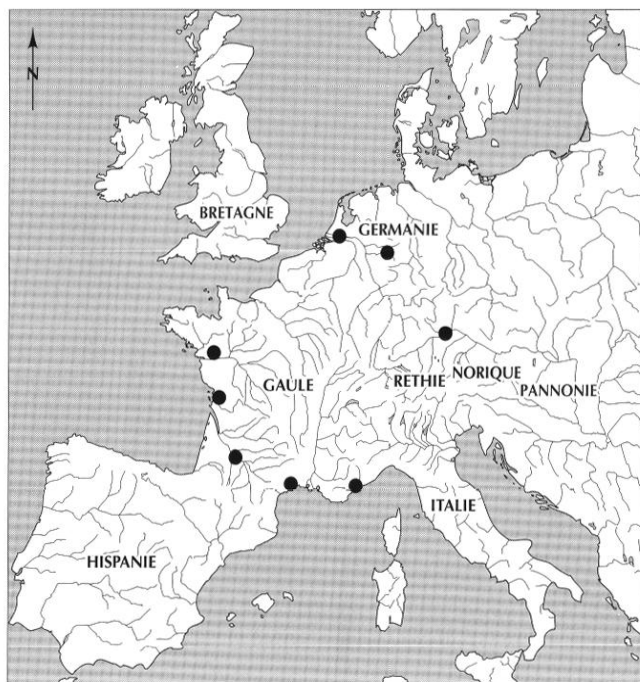 N
BRETAGNE
GERMANIE
GAULE
RETHIE
NORIQUE
PANNONIE
ITALIE
HISPANIE